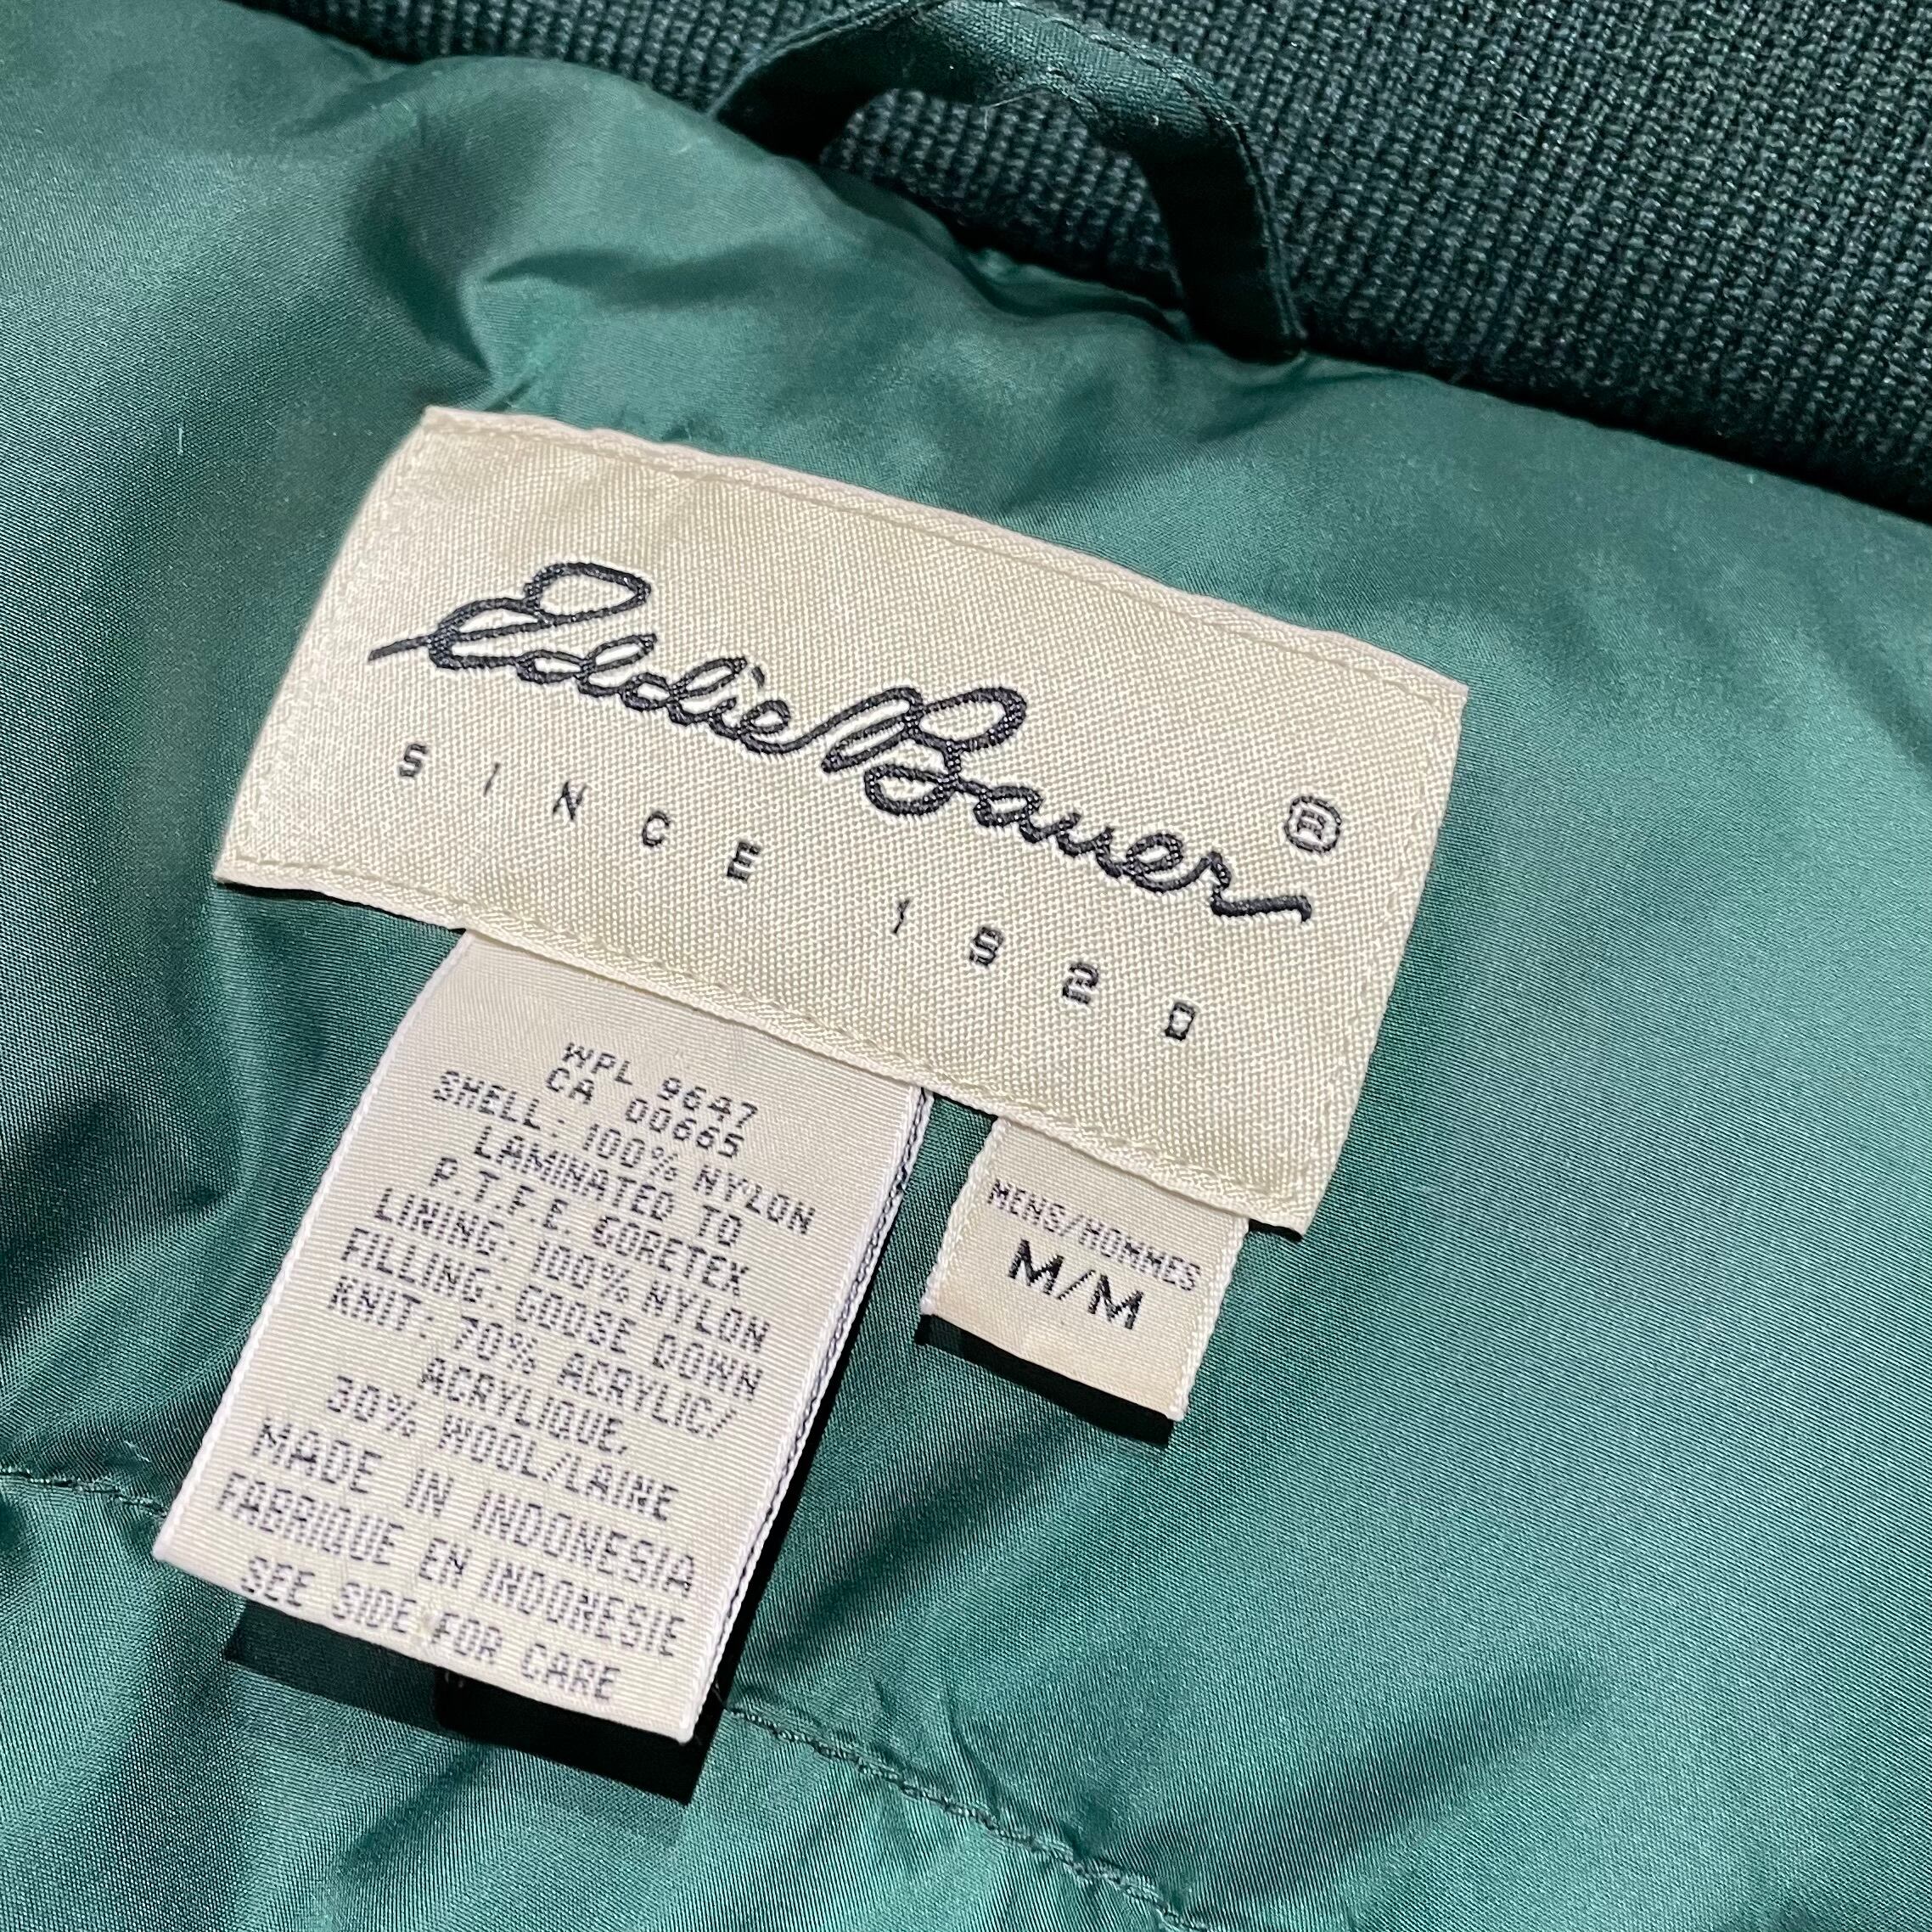 Eddie Bauer ®
SINCE 1920
WPL 9647
CA 00665
SHELL: 100% NYLON
LAMINATED TO
P.T.F.E. GORETEX
LINING: 100% NYLON
FILLING: GOOSE DOWN
KNIT: 70% ACRYLIC/
ACRYLIQUE,
30% WOOL/LAINE
MADE IN INDONESIA
FABRIQUE EN INDONESIE
SEE SIDE FOR CARE
MENS/HOMMES
M/M